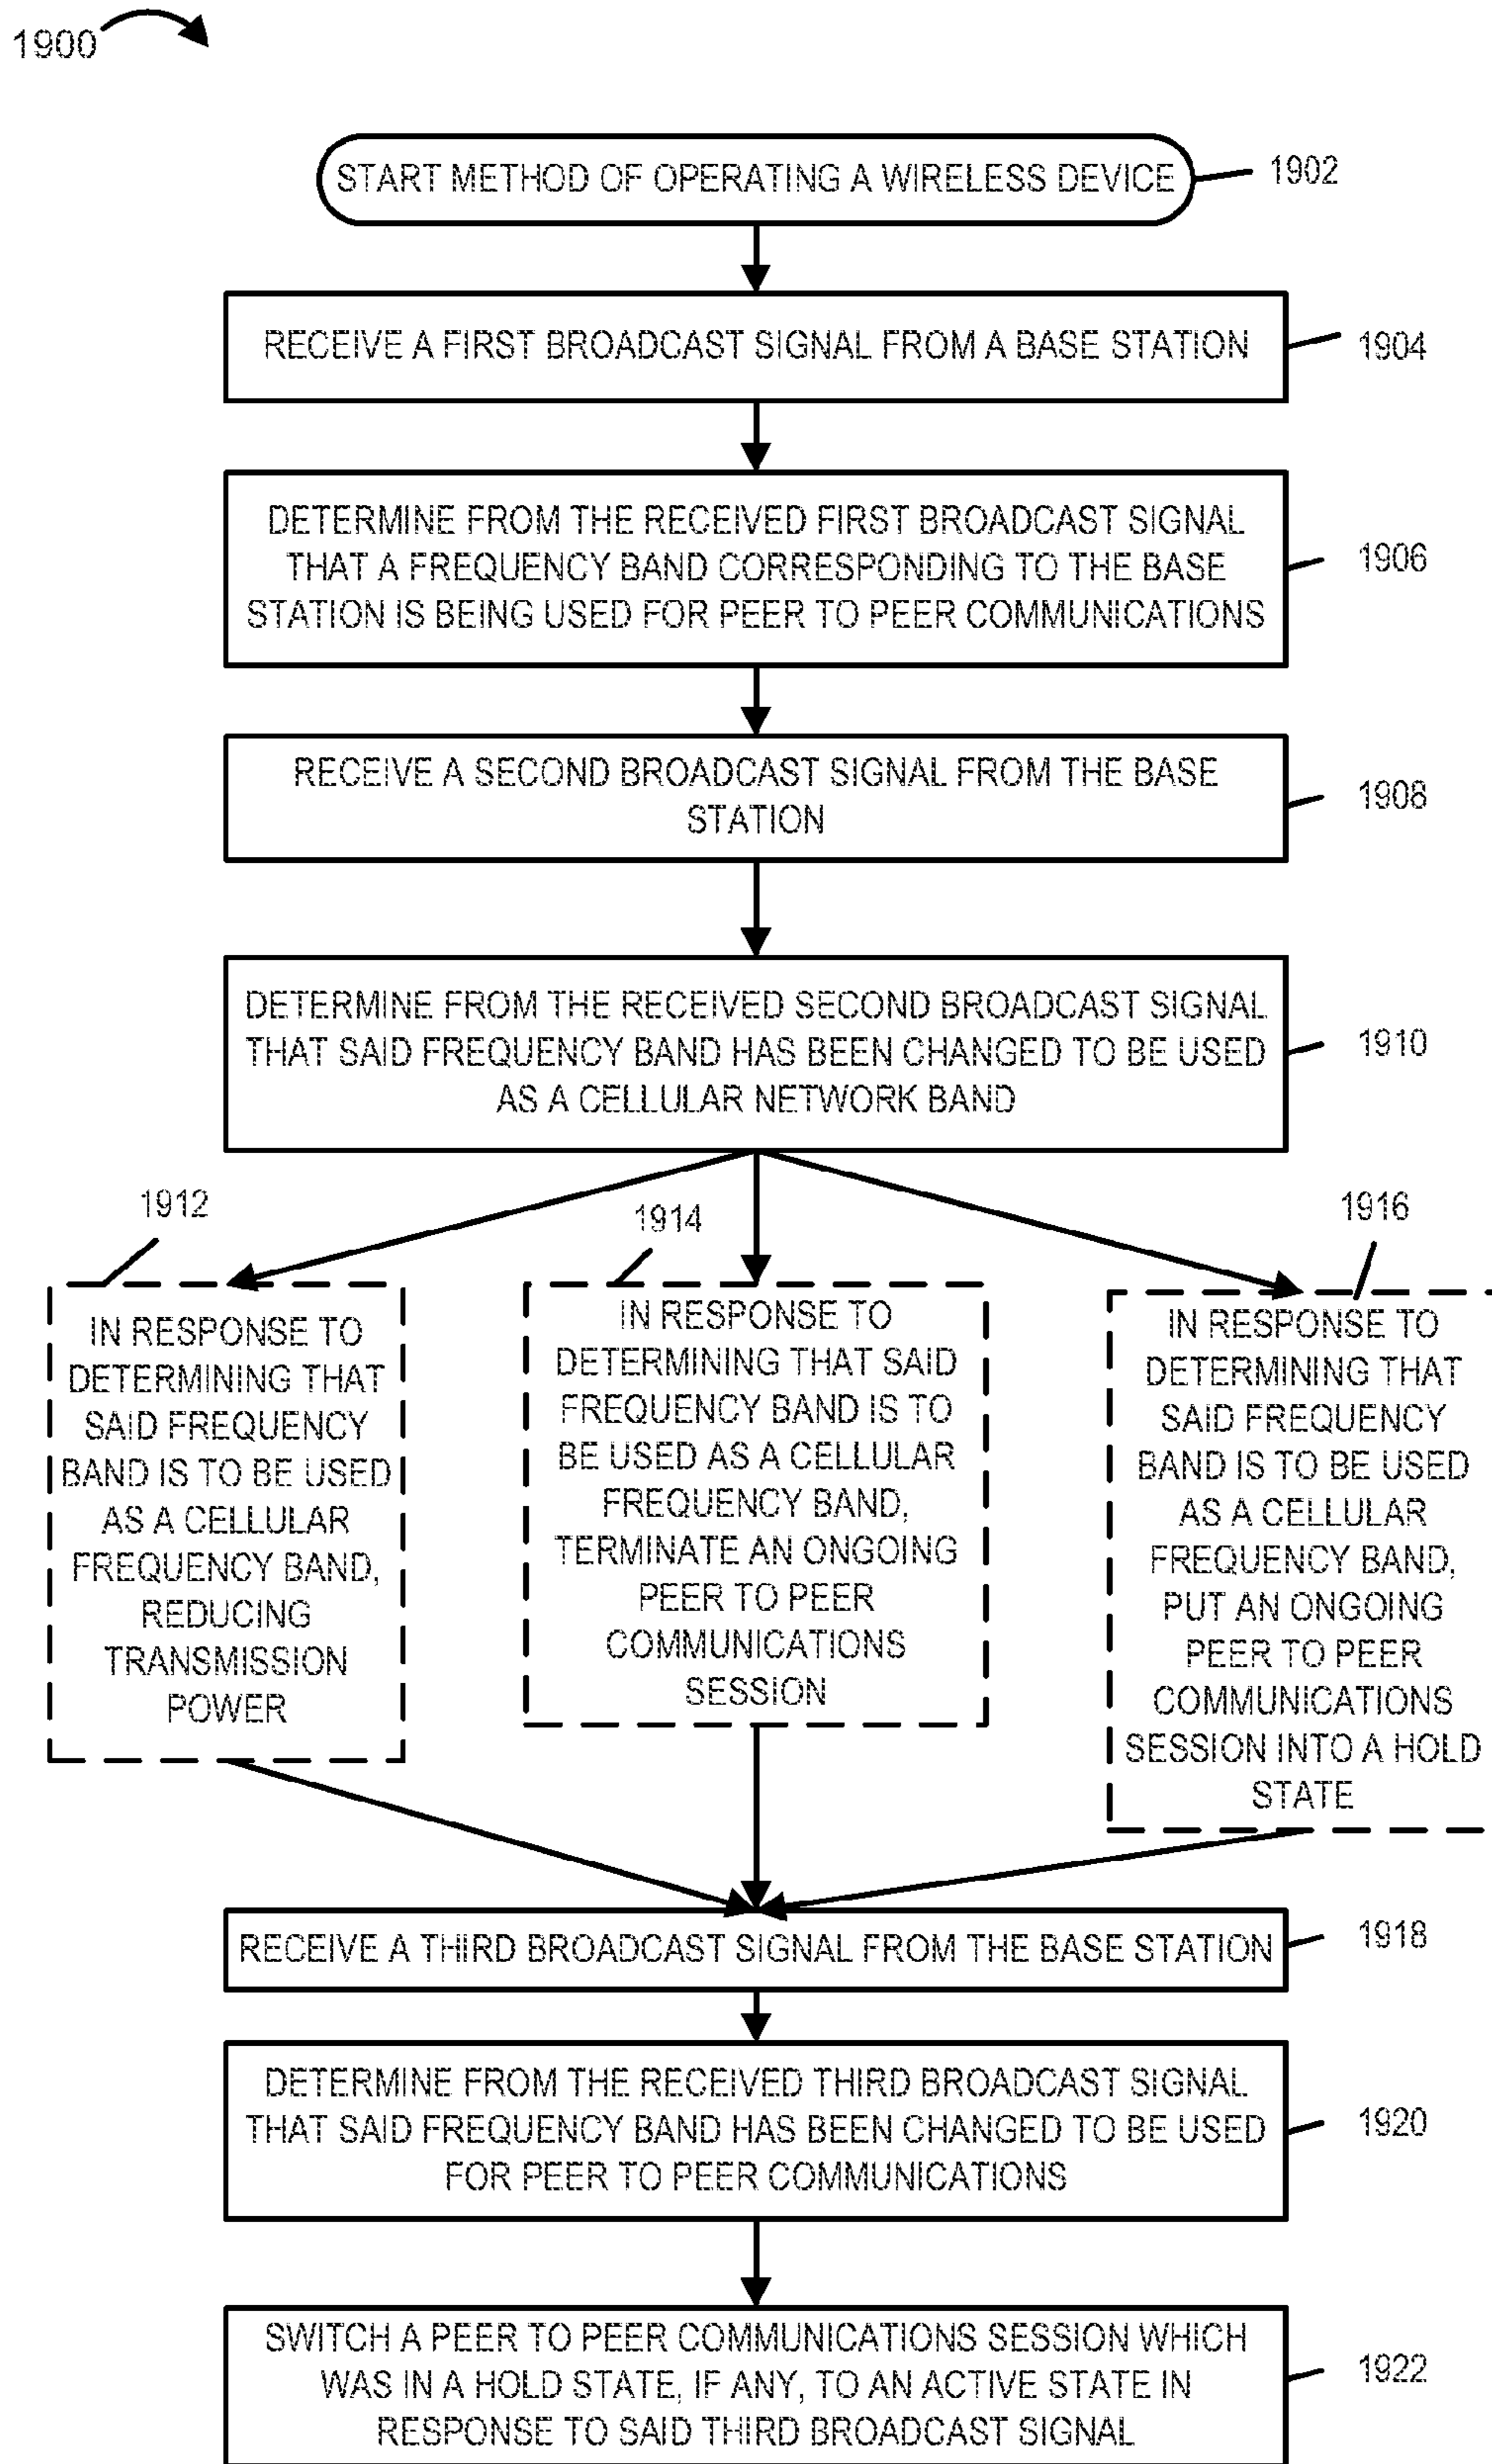 1900
START METHOD OF OPERATING A WIRELESS DEVICE
1902
RECEIVE A FIRST BROADCAST SIGNAL FROM A BASE STATION
1904
DETERMINE FROM THE RECEIVED FIRST BROADCAST SIGNAL
THAT A FREQUENCY BAND CORRESPONDING TO THE BASE
STATION IS BEING USED FOR PEER TO PEER COMMUNICATIONS
1906
RECEIVE A SECOND BROADCAST SIGNAL FROM THE BASE
STATION
1908
DETERMINE FROM THE RECEIVED SECOND BROADCAST SIGNAL
THAT SAID FREQUENCY BAND HAS BEEN CHANGED TO BE USED
AS A CELLULAR NETWORK BAND
1910
1912
IN RESPONSE TO
DETERMINING THAT
SAID FREQUENCY
BAND IS TO BE USED
AS A CELLULAR
FREQUENCY BAND,
REDUCING
TRANSMISSION
POWER
1914
IN RESPONSE TO
DETERMINING THAT SAID
FREQUENCY BAND IS TO
BE USED AS A CELLULAR
FREQUENCY BAND,
TERMINATE AN ONGOING
PEER TO PEER
COMMUNICATIONS
SESSION
1916
IN RESPONSE TO
DETERMINING THAT
SAID FREQUENCY
BAND IS TO BE USED
AS A CELLULAR
FREQUENCY BAND,
PUT AN ONGOING
PEER TO PEER
COMMUNICATIONS
SESSION INTO A HOLD
STATE
RECEIVE A THIRD BROADCAST SIGNAL FROM THE BASE STATION
1918
DETERMINE FROM THE RECEIVED THIRD BROADCAST SIGNAL
THAT SAID FREQUENCY BAND HAS BEEN CHANGED TO BE USED
FOR PEER TO PEER COMMUNICATIONS
1920
SWITCH A PEER TO PEER COMMUNICATIONS SESSION WHICH
WAS IN A HOLD STATE, IF ANY, TO AN ACTIVE STATE IN
RESPONSE TO SAID THIRD BROADCAST SIGNAL
1922